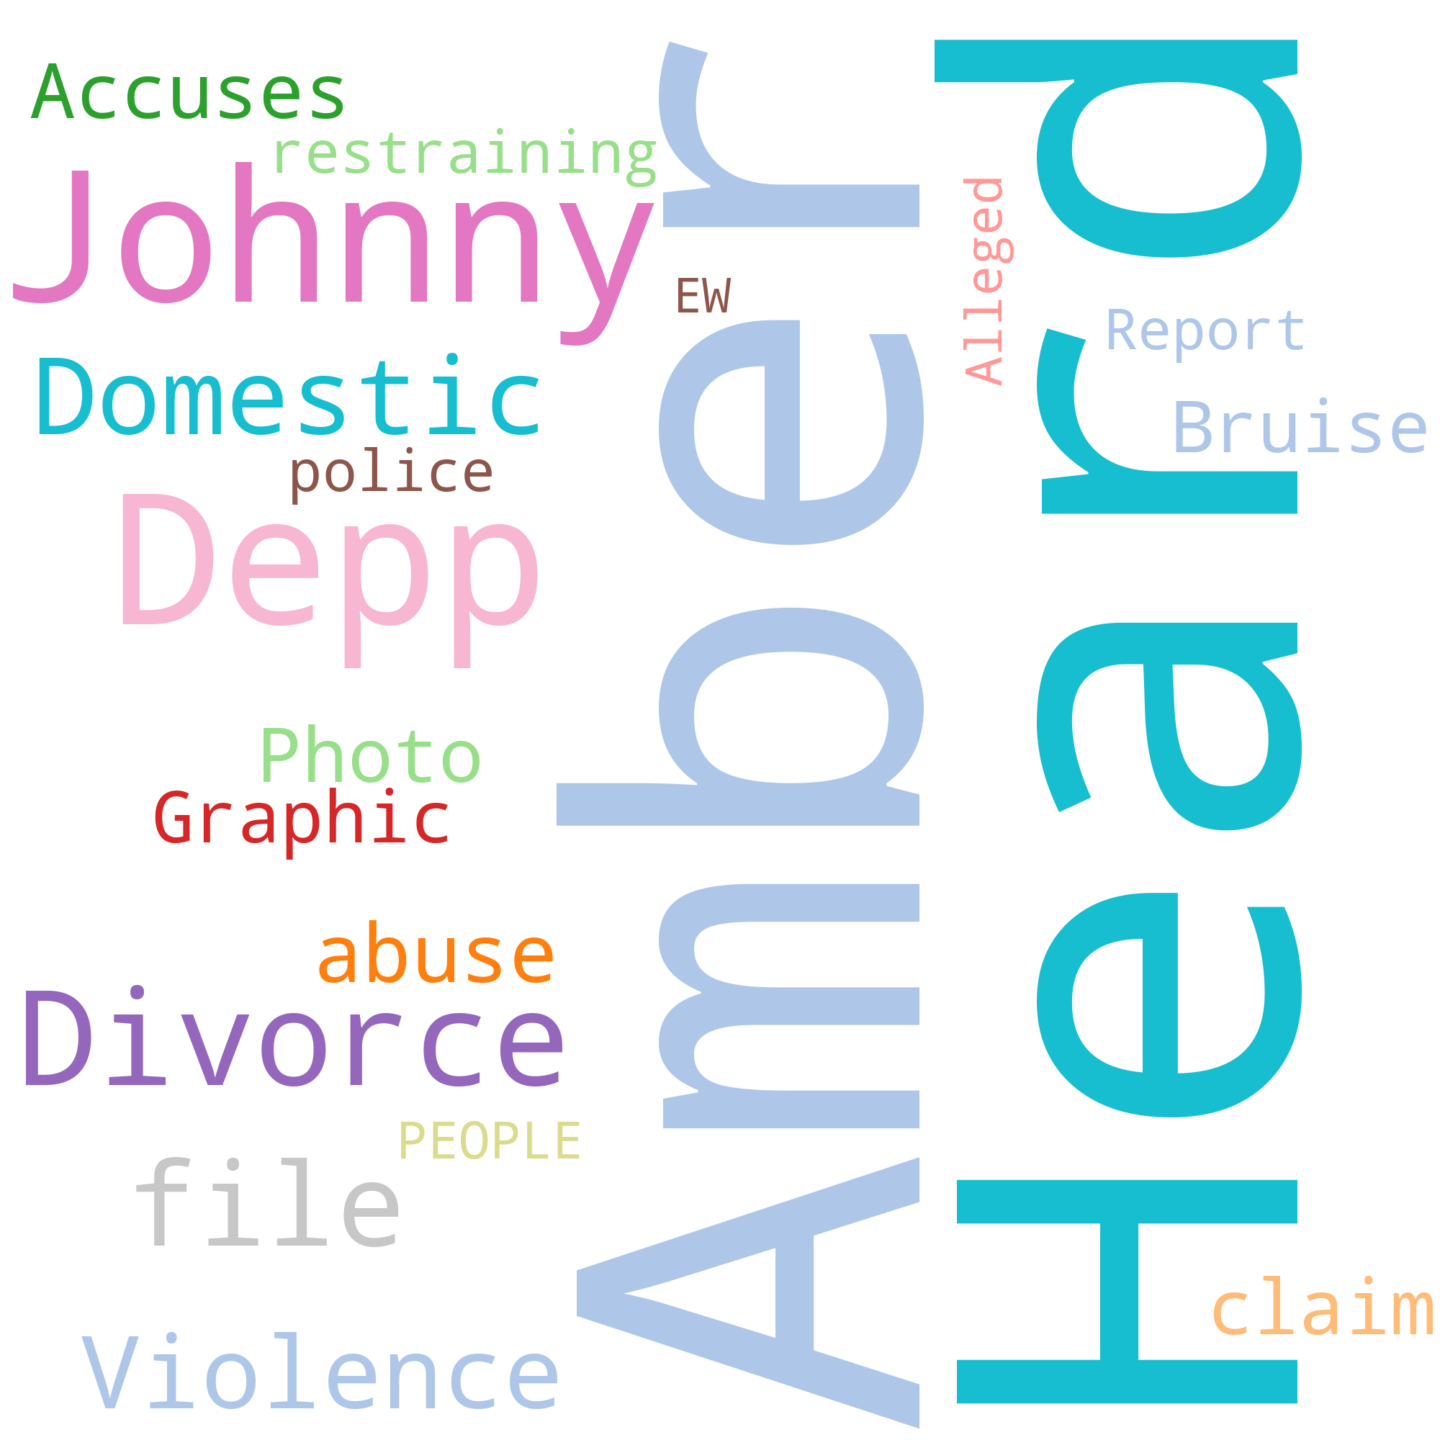 Accuses
restraining
Johnny
Domestic
police
Depp
Photo
Graphic
abuse
Divorce
PEOPLE
file
Violence
Amber
EW
Heard
Alleged
Report
Bruise
claim